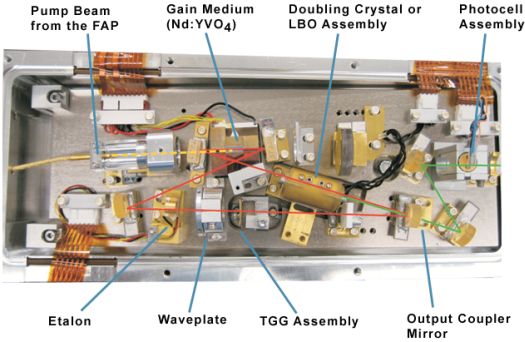 Pump Beam
from the FAP
Gain Medium
(Nd:YVO4)
Doubling Crystal or
LBO Assembly
Photocell
Assembly
Etalon
Waveplate
TGG Assembly
Output Coupler
Mirror